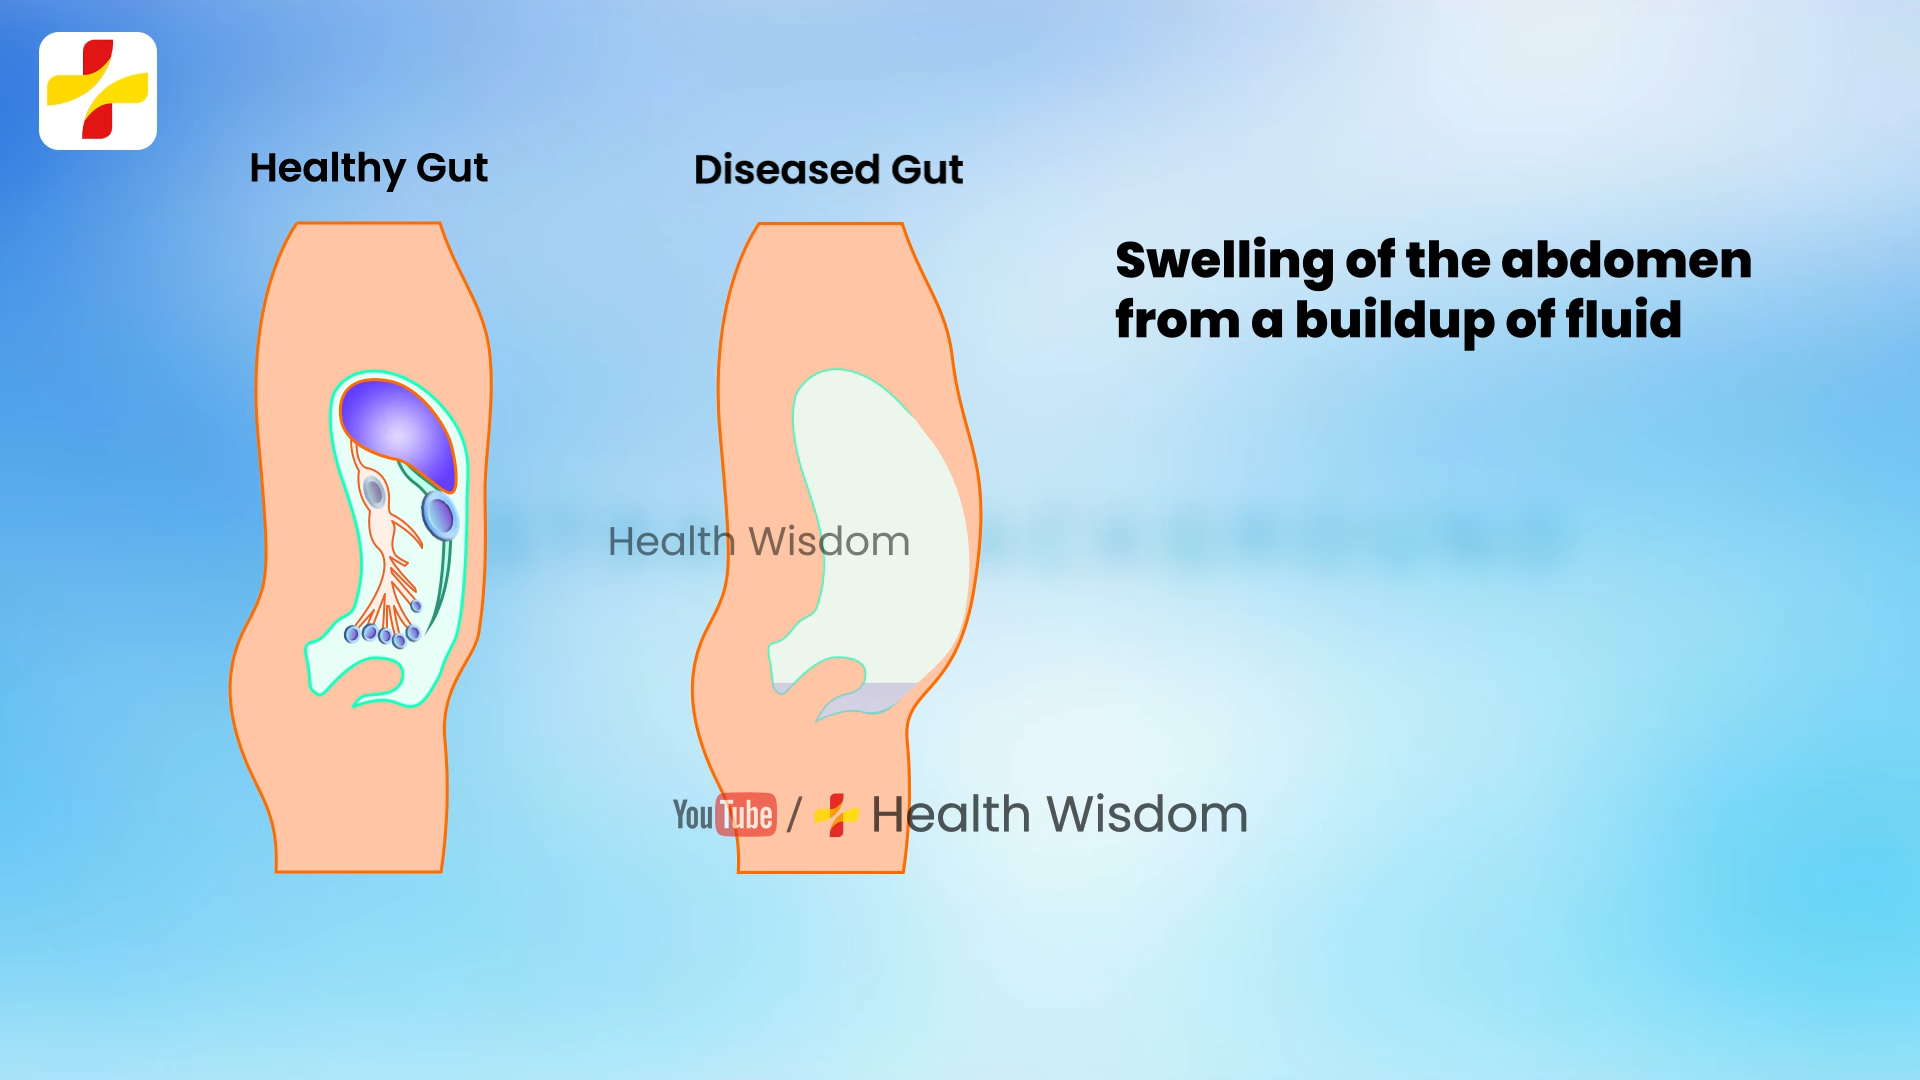 Healthy Gut
Diseased Gut
Swelling of the abdomen
from a buildup of fluid
Health Wisdom
YouTube / Health Wisdom